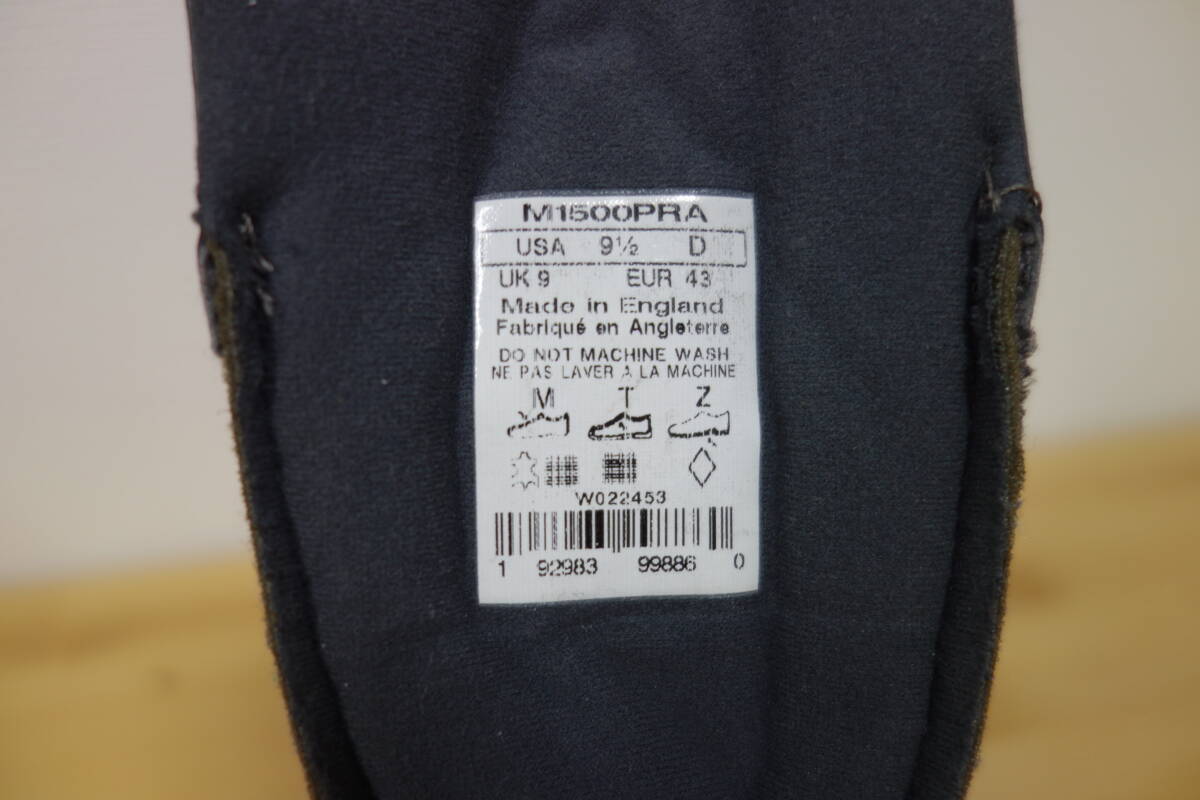 M1500PRA
USA 9½ D
UK 9 EUR 43
Made in England
Fabriqué en Angleterre
DO NOT MACHINE WASH
NE PAS LAVER A LA MACHINE
M T Z
W022453
1 92983 99886 0